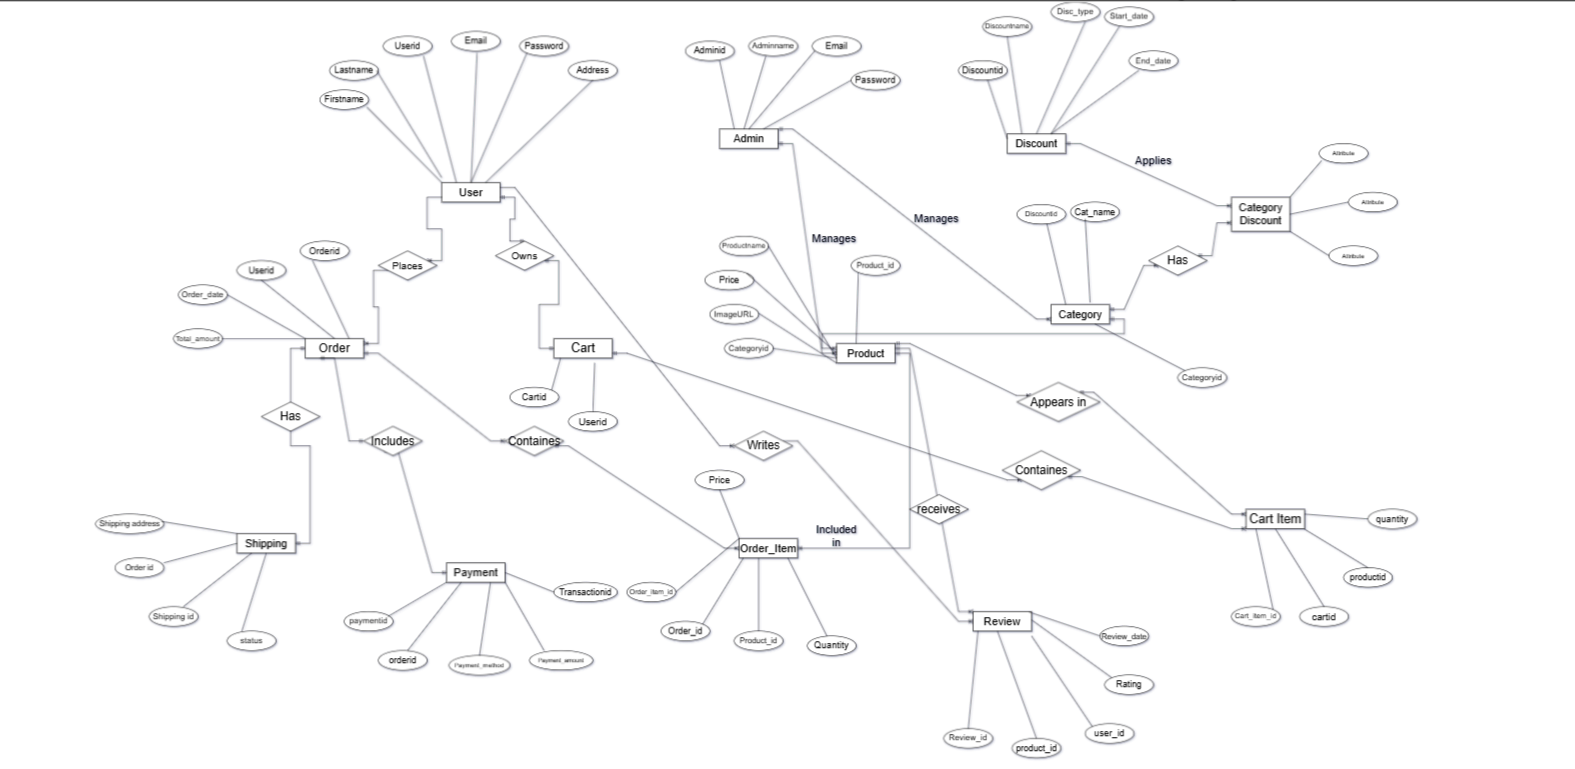 Userid
Email
Password
Lastname
Address
Firstname
User
Adminid
Adminname
Email
Password
Admin
Discountname
Disc_type
Start_date
End_date
Discountid
Discount
Applies
Attribute
Attribute
Attribute
Category
Discount
Has
Manages
Manages
Discountid
Cat_name
Category
Categoryid
Productname
Product_id
Price
ImageURL
Categoryid
Product
Places
Owns
Orderid
Userid
Order_date
Total_amount
Order
Cart
Cartid
Userid
Has
Includes
Containes
Writes
Appears in
Containes
receives
Included
in
Price
Order_Item
Order_item_id
Order_id
Product_id
Quantity
Shipping address
Shipping
Order id
Shipping id
status
Payment
Transactionid
paymentid
orderid
Payment_method
Payment_amount
Cart Item
quantity
productid
Cart_item_id
cartid
Review
Review_date
Rating
Review_id
product_id
user_id